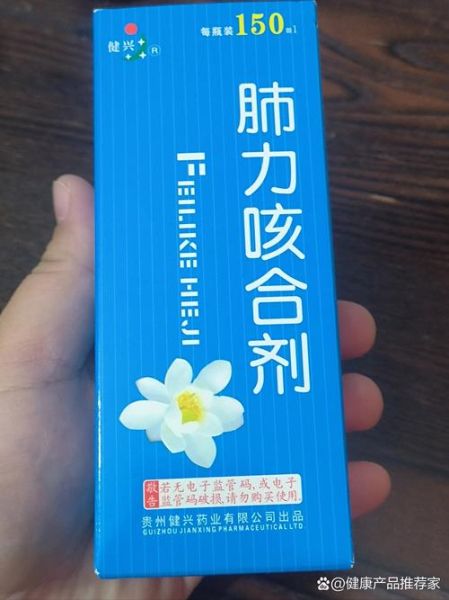 健兴
R
每瓶装150ml
肺力咳合剂
FEILIKE HEJI
敬告
若无电子监管码,或电子
监管码破损,请勿购买使用.
贵州健兴药业有限公司出品
GUIZHOU JIANXING PHARMACEUTICAL LTD.
@健康产品推荐家